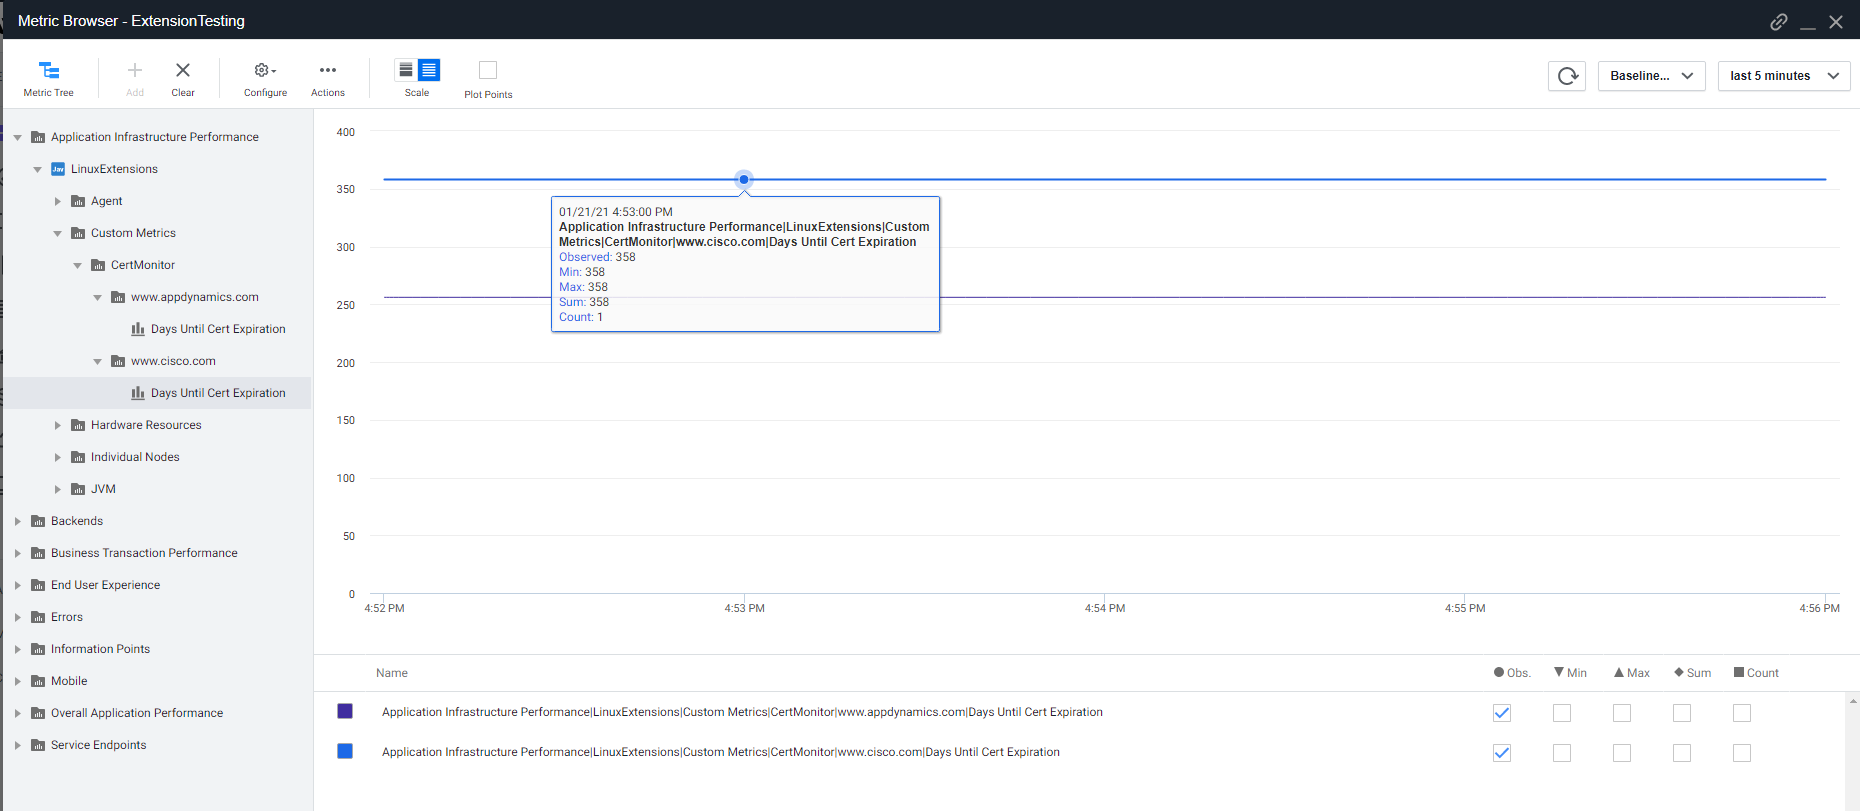 Metric Browser - ExtensionTesting
Metric Tree
Add
Clear
Configure
Actions
Scale
Plot Points
Baseline...
last 5 minutes
Application Infrastructure Performance
LinuxExtensions
Agent
Custom Metrics
CertMonitor
www.appdynamics.com
Days Until Cert Expiration
www.cisco.com
Days Until Cert Expiration
Hardware Resources
Individual Nodes
JVM
Backends
Business Transaction Performance
End User Experience
Errors
Information Points
Mobile
Overall Application Performance
Service Endpoints
400
350
300
250
200
150
100
50
0
01/21/21 4:53:00 PM
Application Infrastructure Performance|LinuxExtensions|Custom
Metrics|CertMonitor|www.cisco.com|Days Until Cert Expiration
Observed: 358
Min: 358
Max: 358
Sum: 358
Count: 1
4:52 PM
4:53 PM
4:54 PM
4:55 PM
4:56 PM
Name Obs. Min Max Sum Count
Application Infrastructure Performance|LinuxExtensions|Custom Metrics|CertMonitor|www.appdynamics.com|Days Until Cert Expiration
Application Infrastructure Performance|LinuxExtensions|Custom Metrics|CertMonitor|www.cisco.com|Days Until Cert Expiration